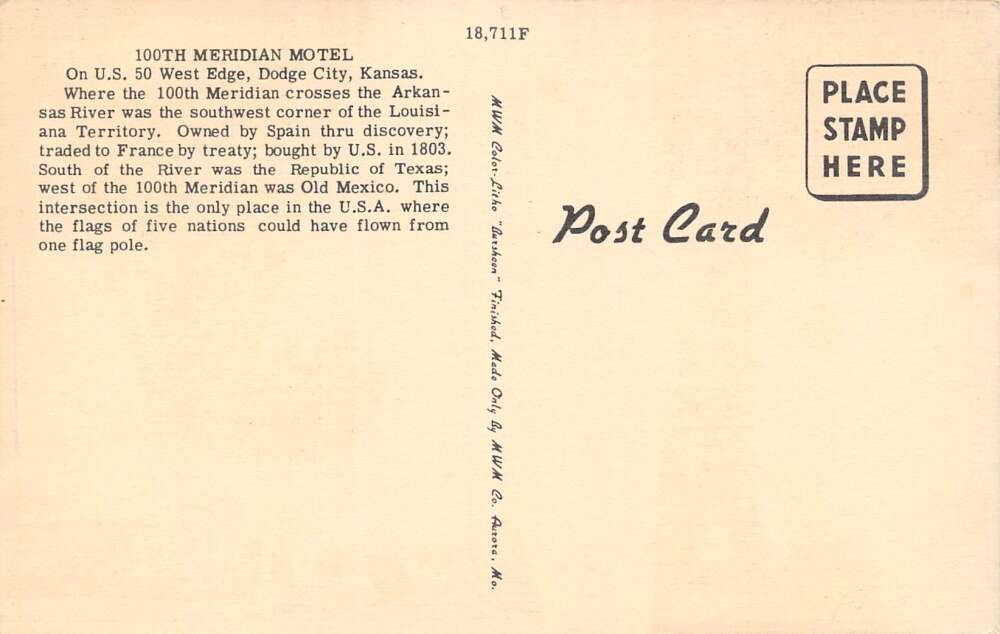 18,711F
100TH MERIDIAN MOTEL
On U.S. 50 West Edge, Dodge City, Kansas.
Where the 100th Meridian crosses the Arkan-
sas River was the southwest corner of the Louisi-
ana Territory. Owned by Spain thru discovery;
traded to France by treaty; bought by U.S. in 1803.
South of the River was the Republic of Texas;
west of the 100th Meridian was Old Mexico. This
intersection is the only place in the U.S.A. where
the flags of five nations could have flown from
one flag pole.
MWM Color-Litho "Dursheen" Finished, Made Only By MWM Co. Aurora, Mo.
PLACE
STAMP
HERE
Post Card